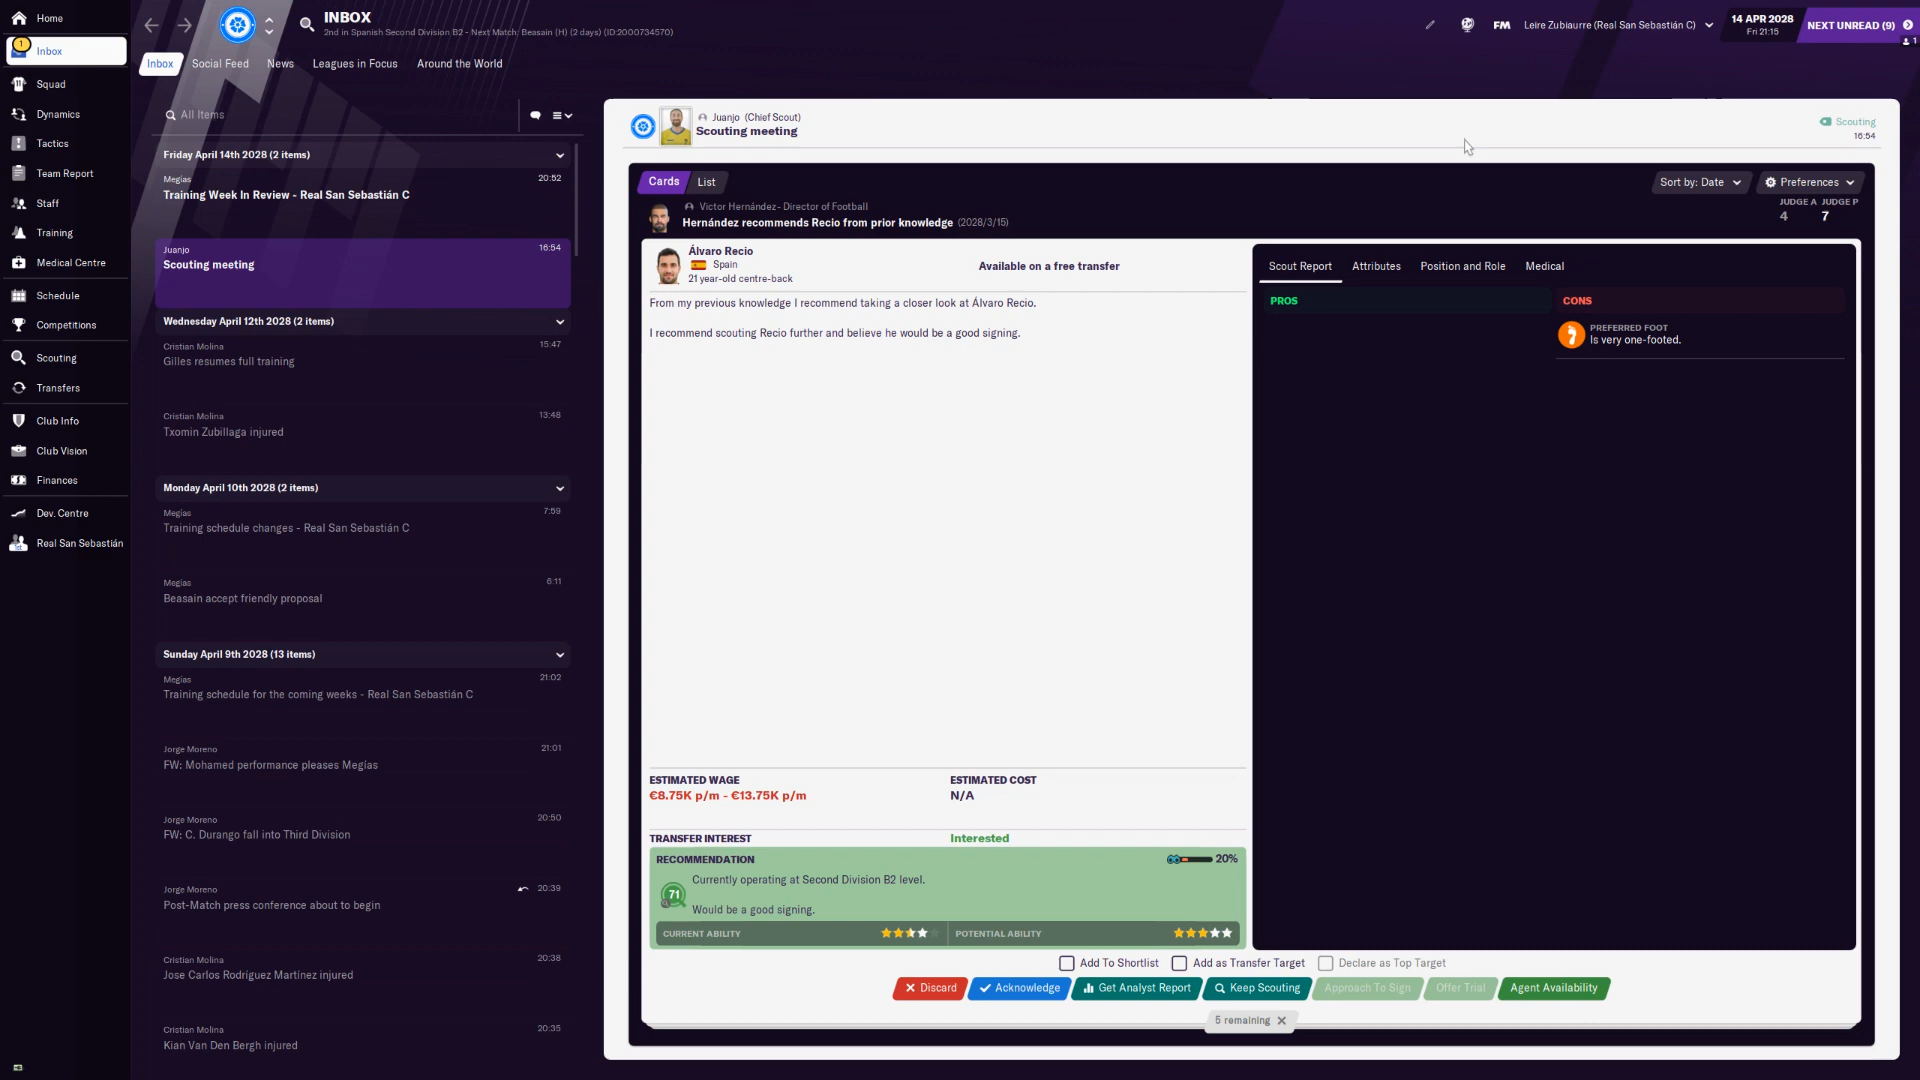 Home
Inbox
1
Squad
Dynamics
Tactics
Team Report
Staff
Training
Medical Centre
Schedule
Competitions
Scouting
Transfers
Club Info
Club Vision
Finances
Dev. Centre
Real San Sebastián
INBOX
2nd in Spanish Second Division B2 - Next Match: Beasain (H) (2 days) (ID:2000734570)
FM
Leire Zubiaurre (Real San Sebastián C)
14 APR 2028
Fri 21:15
NEXT UNREAD (9)
1
Inbox
Social Feed
News
Leagues in Focus
Around the World
All Items
Friday April 14th 2028 (2 items)
Megías 20:52
Training Week In Review - Real San Sebastián C
Juanjo 16:54
Scouting meeting
Wednesday April 12th 2028 (2 items)
Cristian Molina 15:47
Gilles resumes full training
Cristian Molina 13:48
Txomin Zubillaga injured
Monday April 10th 2028 (2 items)
Megías 7:59
Training schedule changes - Real San Sebastián C
Megías 6:11
Beasain accept friendly proposal
Sunday April 9th 2028 (13 items)
Megías 21:02
Training schedule for the coming weeks - Real San Sebastián C
Jorge Moreno 21:01
FW: Mohamed performance pleases Megías
Jorge Moreno 20:50
FW: C. Durango fall into Third Division
Jorge Moreno 20:39
Post-Match press conference about to begin
Cristian Molina 20:38
Jose Carlos Rodríguez Martínez injured
Cristian Molina 20:35
Kian Van Den Bergh injured
Juanjo (Chief Scout)
Scouting meeting
Scouting
16:54
Cards
List
Sort by: Date
Preferences
Víctor Hernández - Director of Football
Hernández recommends Recio from prior knowledge (2028/3/15)
JUDGE A JUDGE P
4 7
Álvaro Recio
Spain
21 year-old centre-back
Available on a free transfer
From my previous knowledge I recommend taking a closer look at Álvaro Recio.
I recommend scouting Recio further and believe he would be a good signing.
ESTIMATED WAGE
€8.75K p/m - €13.75K p/m
ESTIMATED COST
N/A
TRANSFER INTEREST
Interested
RECOMMENDATION
20%
71
Currently operating at Second Division B2 level.
Would be a good signing.
CURRENT ABILITY
POTENTIAL ABILITY
Scout Report
Attributes
Position and Role
Medical
PROS
CONS
PREFERRED FOOT
Is very one-footed.
Add To Shortlist
Add as Transfer Target
Declare as Top Target
Discard
Acknowledge
Get Analyst Report
Keep Scouting
Approach To Sign
Offer Trial
Agent Availability
5 remaining